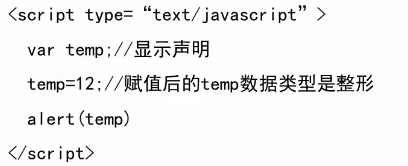 <script type= “text/javascript” >
var temp;//显示声明
temp=12;//赋值后的temp数据类型是整形
alert(temp)
</script>